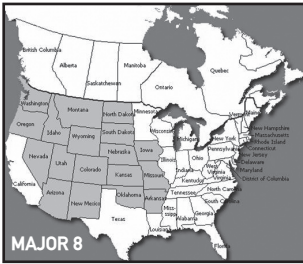 British Columbia
Alberta
Manitoba
Saskatchewan
Ontario
Quebec
Washington
Montana
North Dakota
Minnesota
Oregon
Idaho
Wyoming
South Dakota
Wisconsin
Michigan
New York
Vermont
New Hampshire
Massachusetts
Rhode Island
Connecticut
New Jersey
Delaware
Maryland
District of Columbia
Nevada
Utah
Colorado
Nebraska
Iowa
Illinois
Indiana
Ohio
Pennsylvania
West
Virginia
Virginia
California
Arizona
New Mexico
Kansas
Missouri
Kentucky
Oklahoma
Arkansas
Tennessee
North Carolina
South Carolina
Texas
Louisiana
Miss-
issippi
Alabama
Georgia
Florida
MAJOR 8